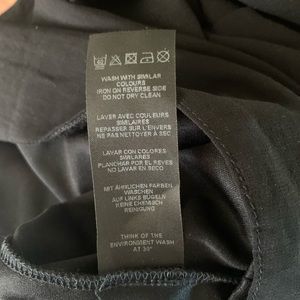 WASH WITH SIMILAR
COLOURS
IRON ON REVERSE SIDE
DO NOT DRY CLEAN
LAVER AVEC COULEURS
SIMILAIRES
REPASSER SUR L'ENVERS
NE PAS NETTOYER À SEC
LAVAR CON COLORES
SIMILARES
PLANCHAR POR EL REVES
NO LAVAR EN SECO
MIT ÄHNLICHEN FARBEN
WASCHEN
AUF LINKS BÜGELN
KEINE CHEMISCH
REINIGUNG
THINK OF THE
ENVIRONMENT WASH
AT 30°